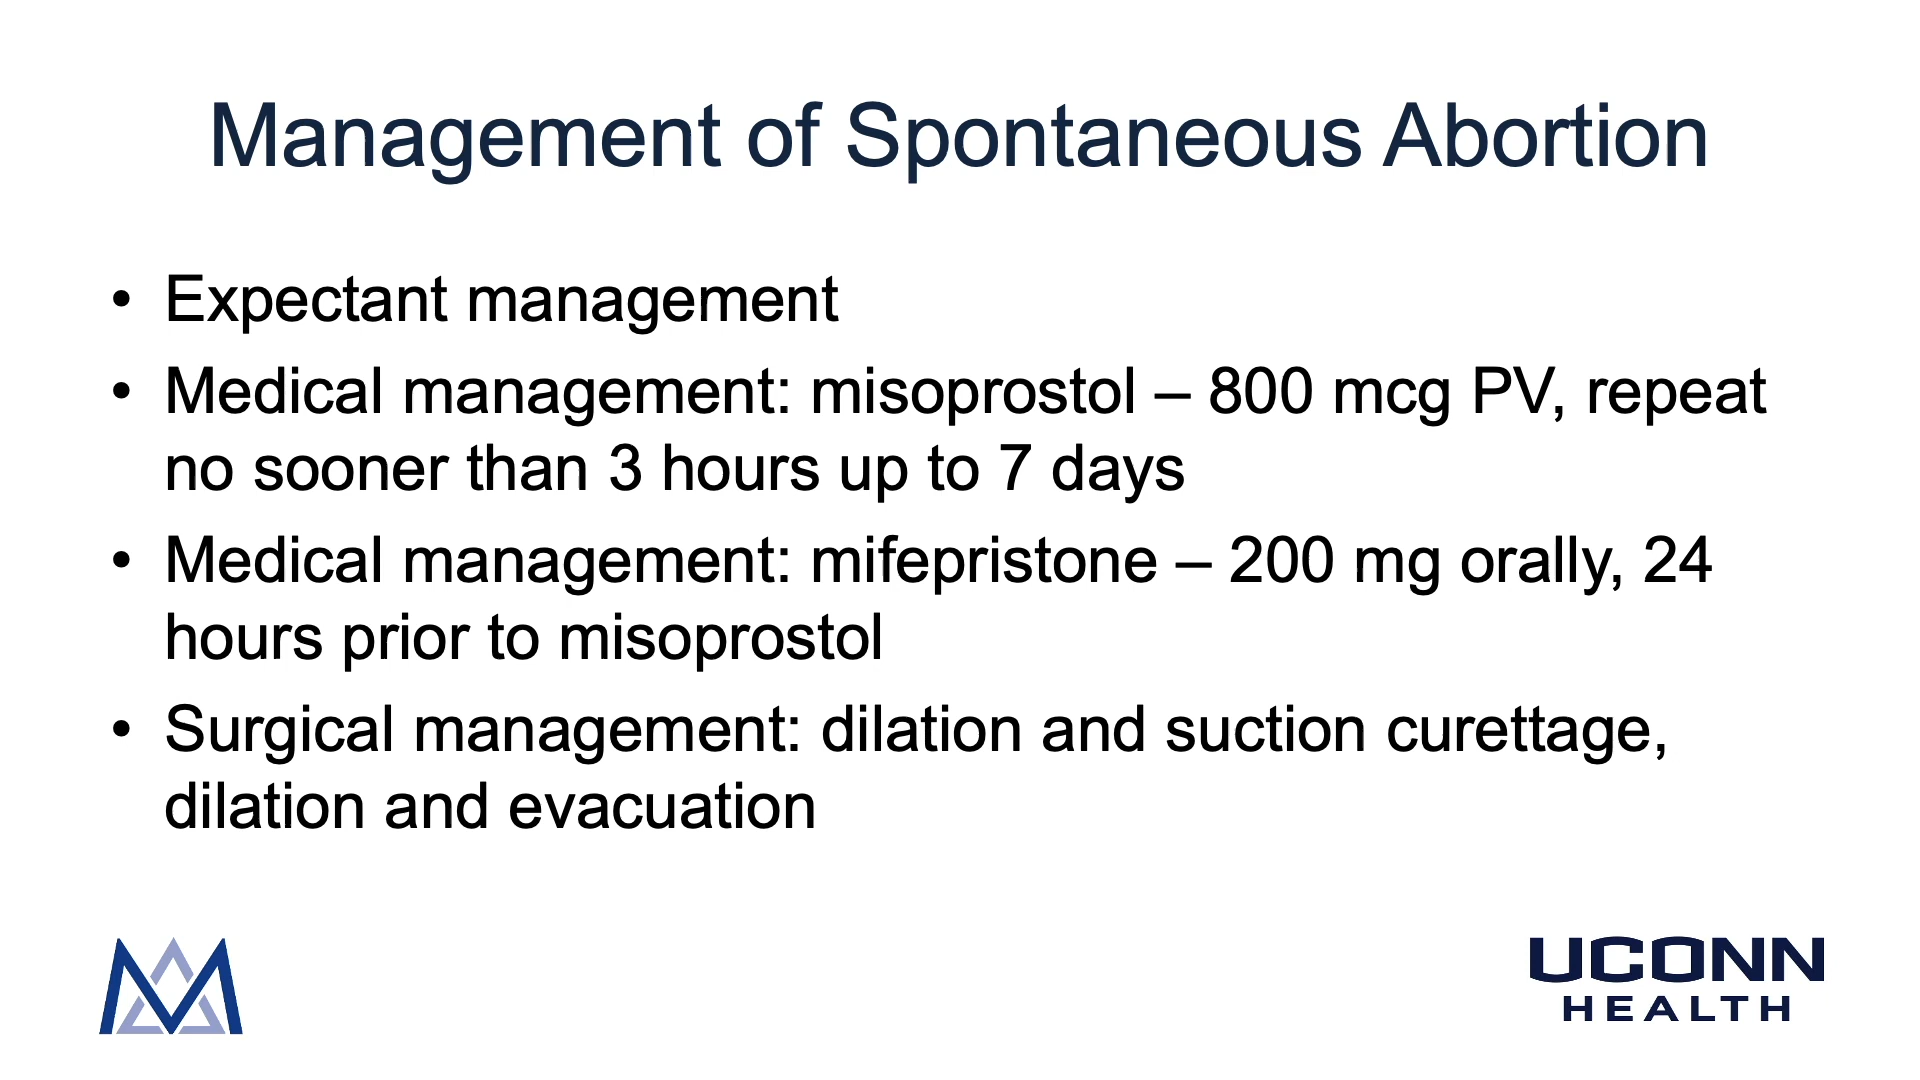 Management of Spontaneous Abortion
• Expectant management
• Medical management: misoprostol – 800 mcg PV, repeat
no sooner than 3 hours up to 7 days
• Medical management: mifepristone – 200 mg orally, 24
hours prior to misoprostol
• Surgical management: dilation and suction curettage,
dilation and evacuation
UCONN
HEALTH